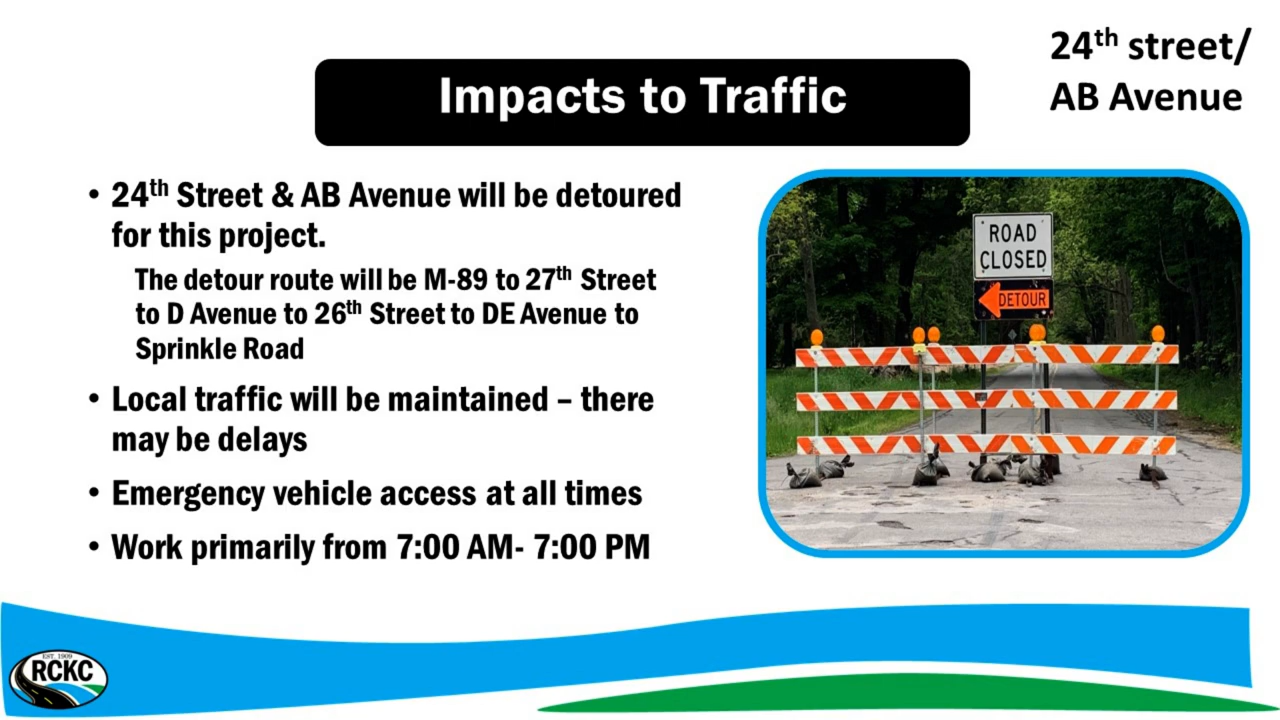 24th street/
AB Avenue
Impacts to Traffic
• 24th Street & AB Avenue will be detoured
for this project.
The detour route will be M-89 to 27th Street
to D Avenue to 26th Street to DE Avenue to
Sprinkle Road
• Local traffic will be maintained – there
may be delays
• Emergency vehicle access at all times
• Work primarily from 7:00 AM- 7:00 PM
ROAD
CLOSED
DETOUR
EST 1909
RCKC